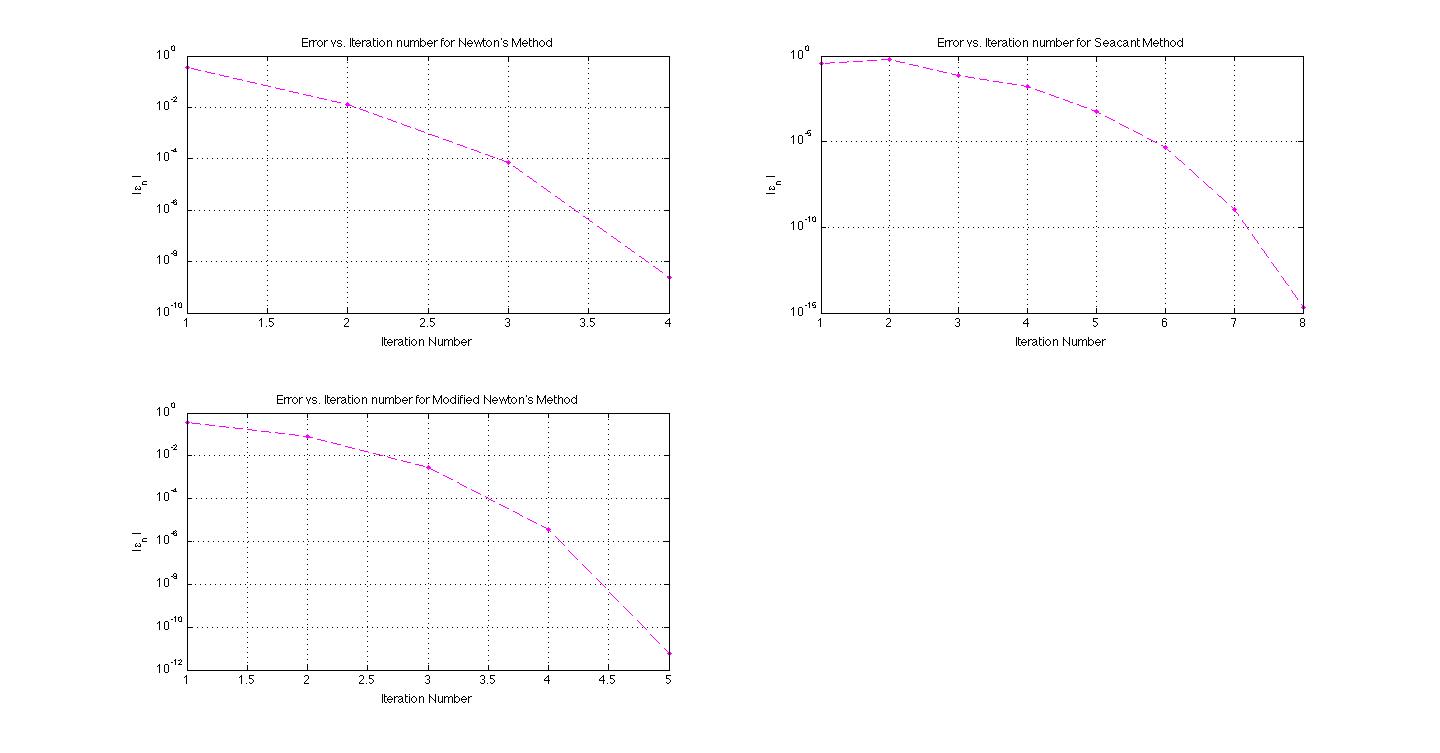 Error vs. Iteration number for Newton's Method
10^0
10^-2
10^-4
10^-6
10^-8
10^-10
|ε_n|
1 1.5 2 2.5 3 3.5 4
Iteration Number
Error vs. Iteration number for Seacant Method
10^0
10^-5
10^-10
10^-15
|ε_n|
1 2 3 4 5 6 7 8
Iteration Number
Error vs. Iteration number for Modified Newton's Method
10^0
10^-2
10^-4
10^-6
10^-8
10^-10
10^-12
|ε_n|
1 1.5 2 2.5 3 3.5 4 4.5 5
Iteration Number